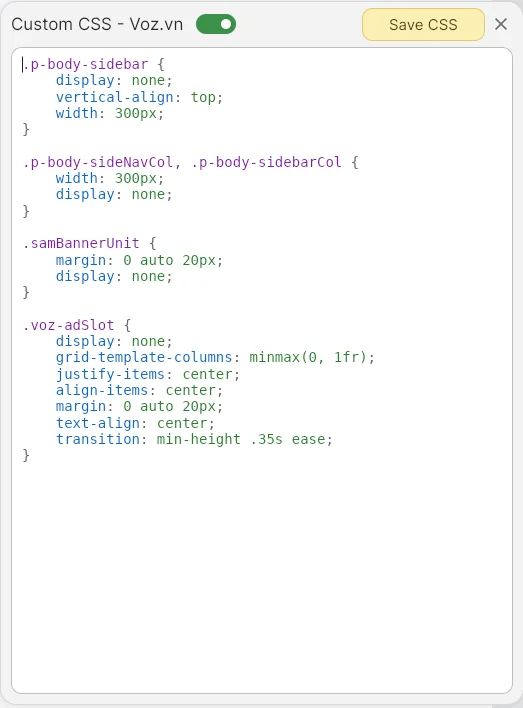 Custom CSS - Voz.vn
Save CSS
.p-body-sidebar {
    display: none;
    vertical-align: top;
    width: 300px;
}

.p-body-sideNavCol, .p-body-sidebarCol {
    width: 300px;
    display: none;
}

.samBannerUnit {
    margin: 0 auto 20px;
    display: none;
}

.voz-adSlot {
    display: none;
    grid-template-columns: minmax(0, 1fr);
    justify-items: center;
    align-items: center;
    margin: 0 auto 20px;
    text-align: center;
    transition: min-height .35s ease;
}